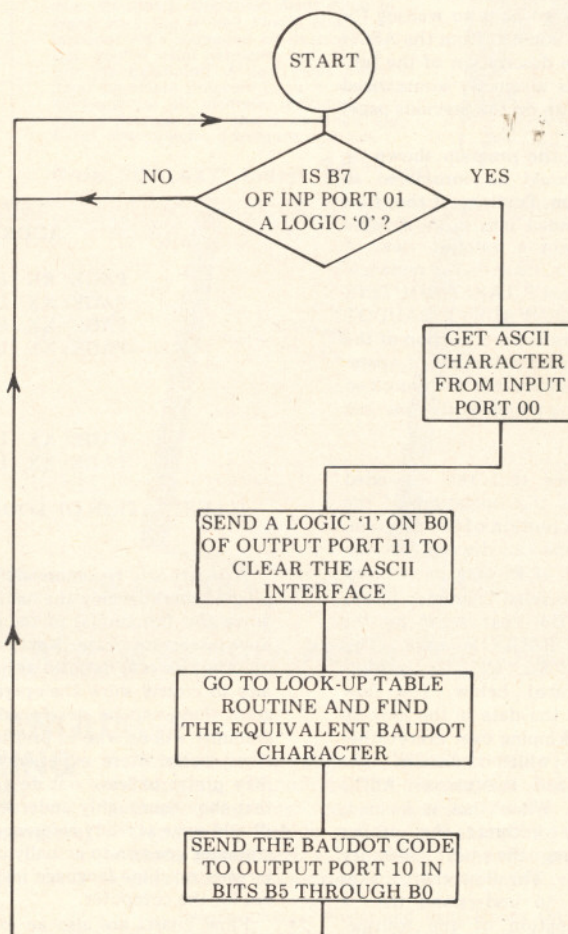 START
NO
IS B7
OF INP PORT 01
A LOGIC '0' ?
YES
GET ASCII
CHARACTER
FROM INPUT
PORT 00
SEND A LOGIC '1' ON B0
OF OUTPUT PORT 11 TO
CLEAR THE ASCII
INTERFACE
GO TO LOOK-UP TABLE
ROUTINE AND FIND
THE EQUIVALENT BAUDOT
CHARACTER
SEND THE BAUDOT CODE
TO OUTPUT PORT 10 IN
BITS B5 THROUGH B0